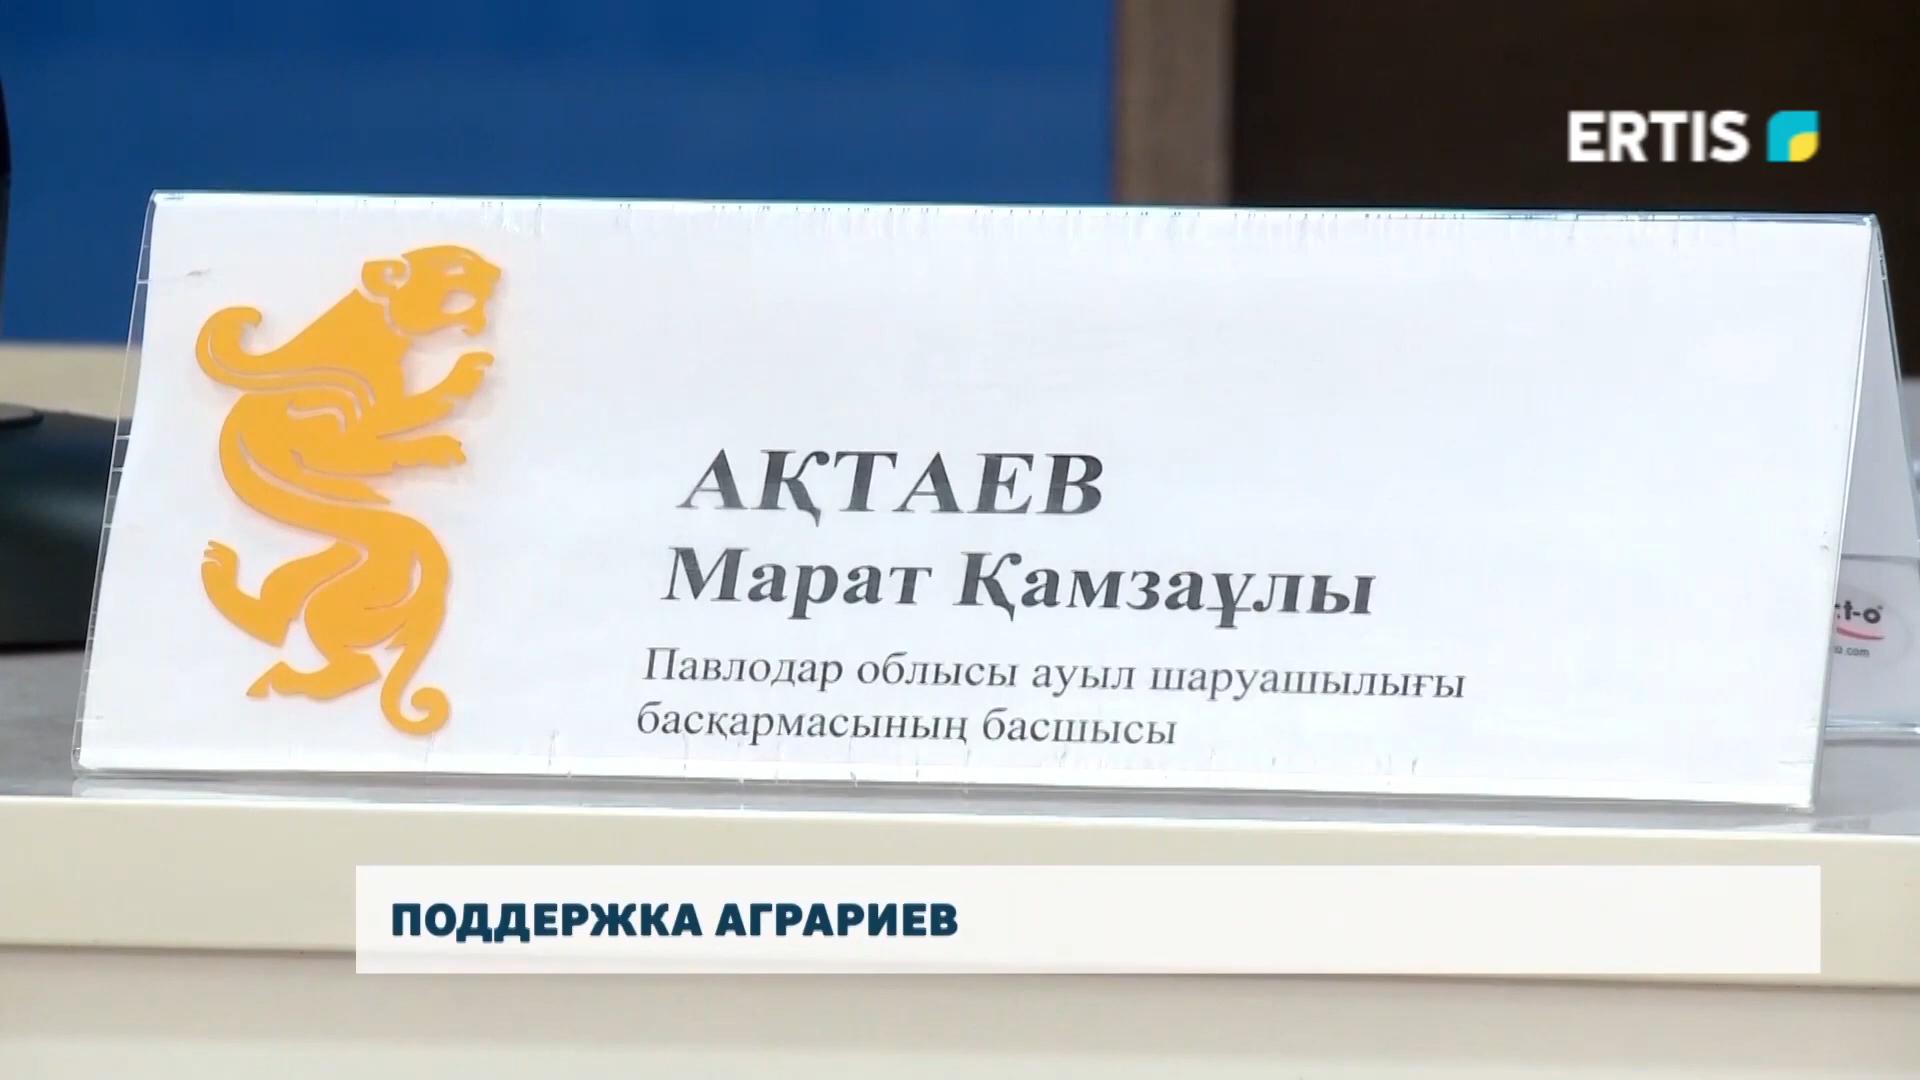 ERTIS
АҚТАЕВ
Марат Қамзаұлы
Павлодар облысы ауыл шаруашылығы
басқармасының басшысы
ПОДДЕРЖКА АГРАРИЕВ